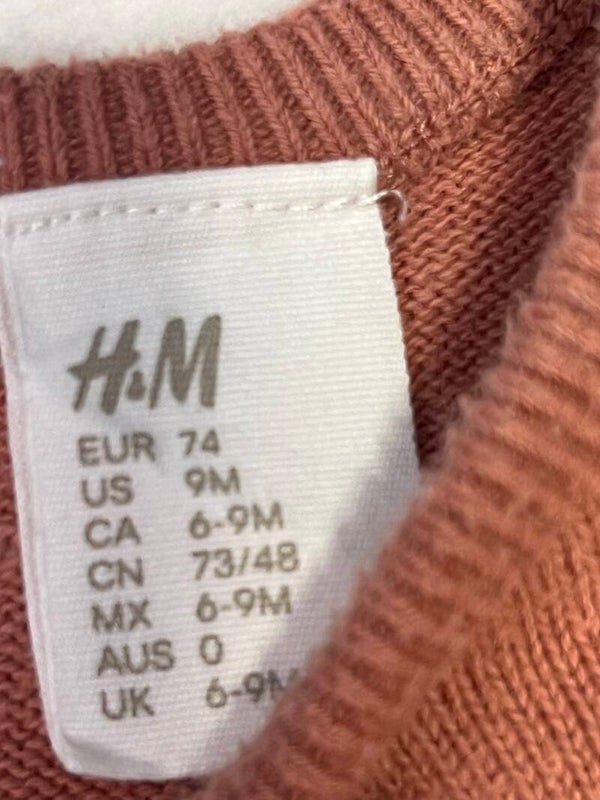 H&M
EUR 74
US 9M
CA 6-9M
CN 73/48
MX 6-9M
AUS 0
UK 6-9M